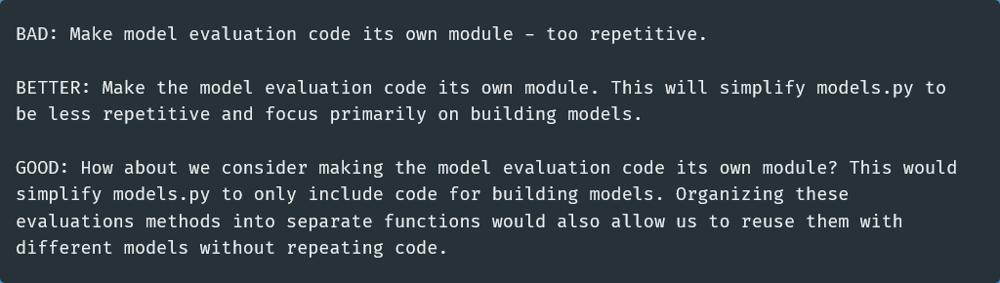 BAD: Make model evaluation code its own module - too repetitive.
BETTER: Make the model evaluation code its own module. This will simplify models.py to
be less repetitive and focus primarily on building models.
GOOD: How about we consider making the model evaluation code its own module? This would
simplify models.py to only include code for building models. Organizing these
evaluations methods into separate functions would also allow us to reuse them with
different models without repeating code.